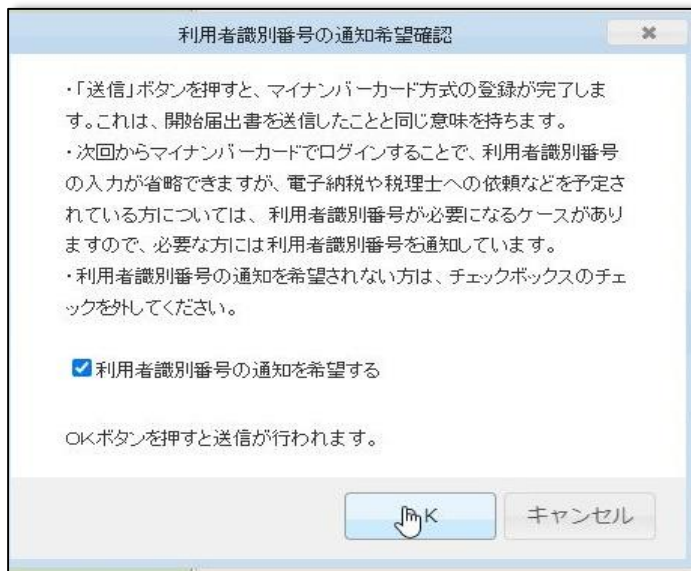 利用者識別番号の通知希望確認
・「送信」ボタンを押すと、マイナンバーカード方式の登録が完了しま
す。これは、開始届出書を送信したことと同じ意味を持ちます。
・次回からマイナンバーカードでログインすることで、利用者識別番号
の入力が省略できますが、電子納税や税理士への依頼などを予定さ
れている方については、利用者識別番号が必要になるケースがあり
ますので、必要な方には利用者識別番号を通知しています。
・利用者識別番号の通知を希望されない方は、チェックボックスのチェ
ックを外してください。
利用者識別番号の通知を希望する
OKボタンを押すと送信が行われます。
OK
キャンセル